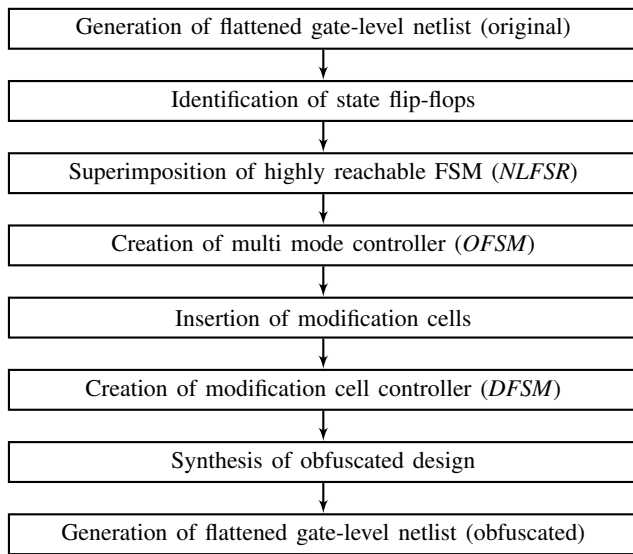 Generation of flattened gate-level netlist (original)
Identification of state flip-flops
Superimposition of highly reachable FSM (NLFSR)
Creation of multi mode controller (OFSM)
Insertion of modification cells
Creation of modification cell controller (DFSM)
Synthesis of obfuscated design
Generation of flattened gate-level netlist (obfuscated)